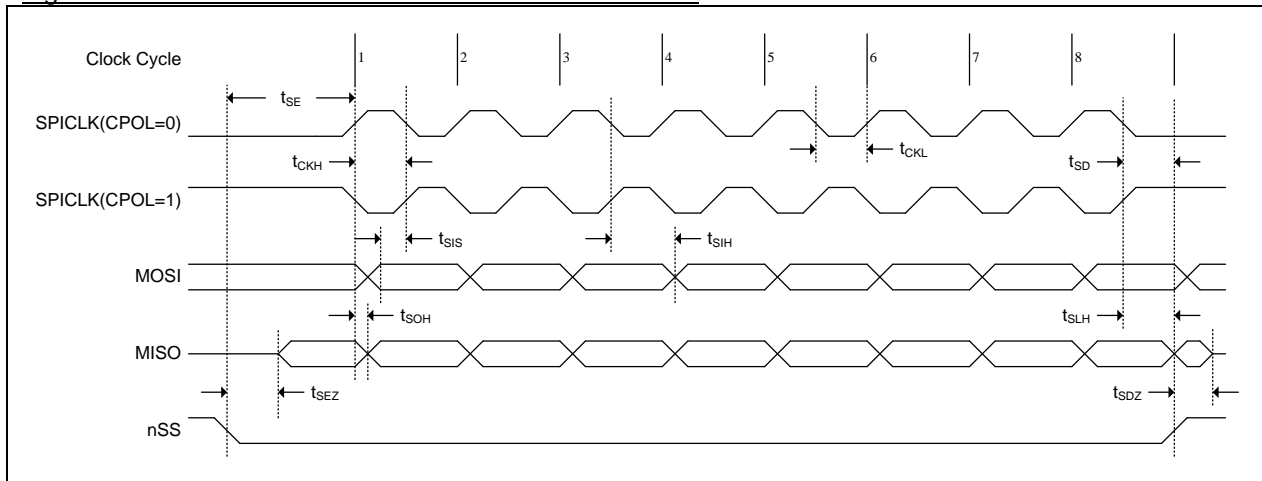 Clock Cycle
1 2 3 4 5 6 7 8
tSE
SPICLK(CPOL=0)
tCKH
tCKL
tSD
SPICLK(CPOL=1)
tSIS
tSIH
MOSI
tSOH
tSLH
MISO
tSEZ
tSDZ
nSS